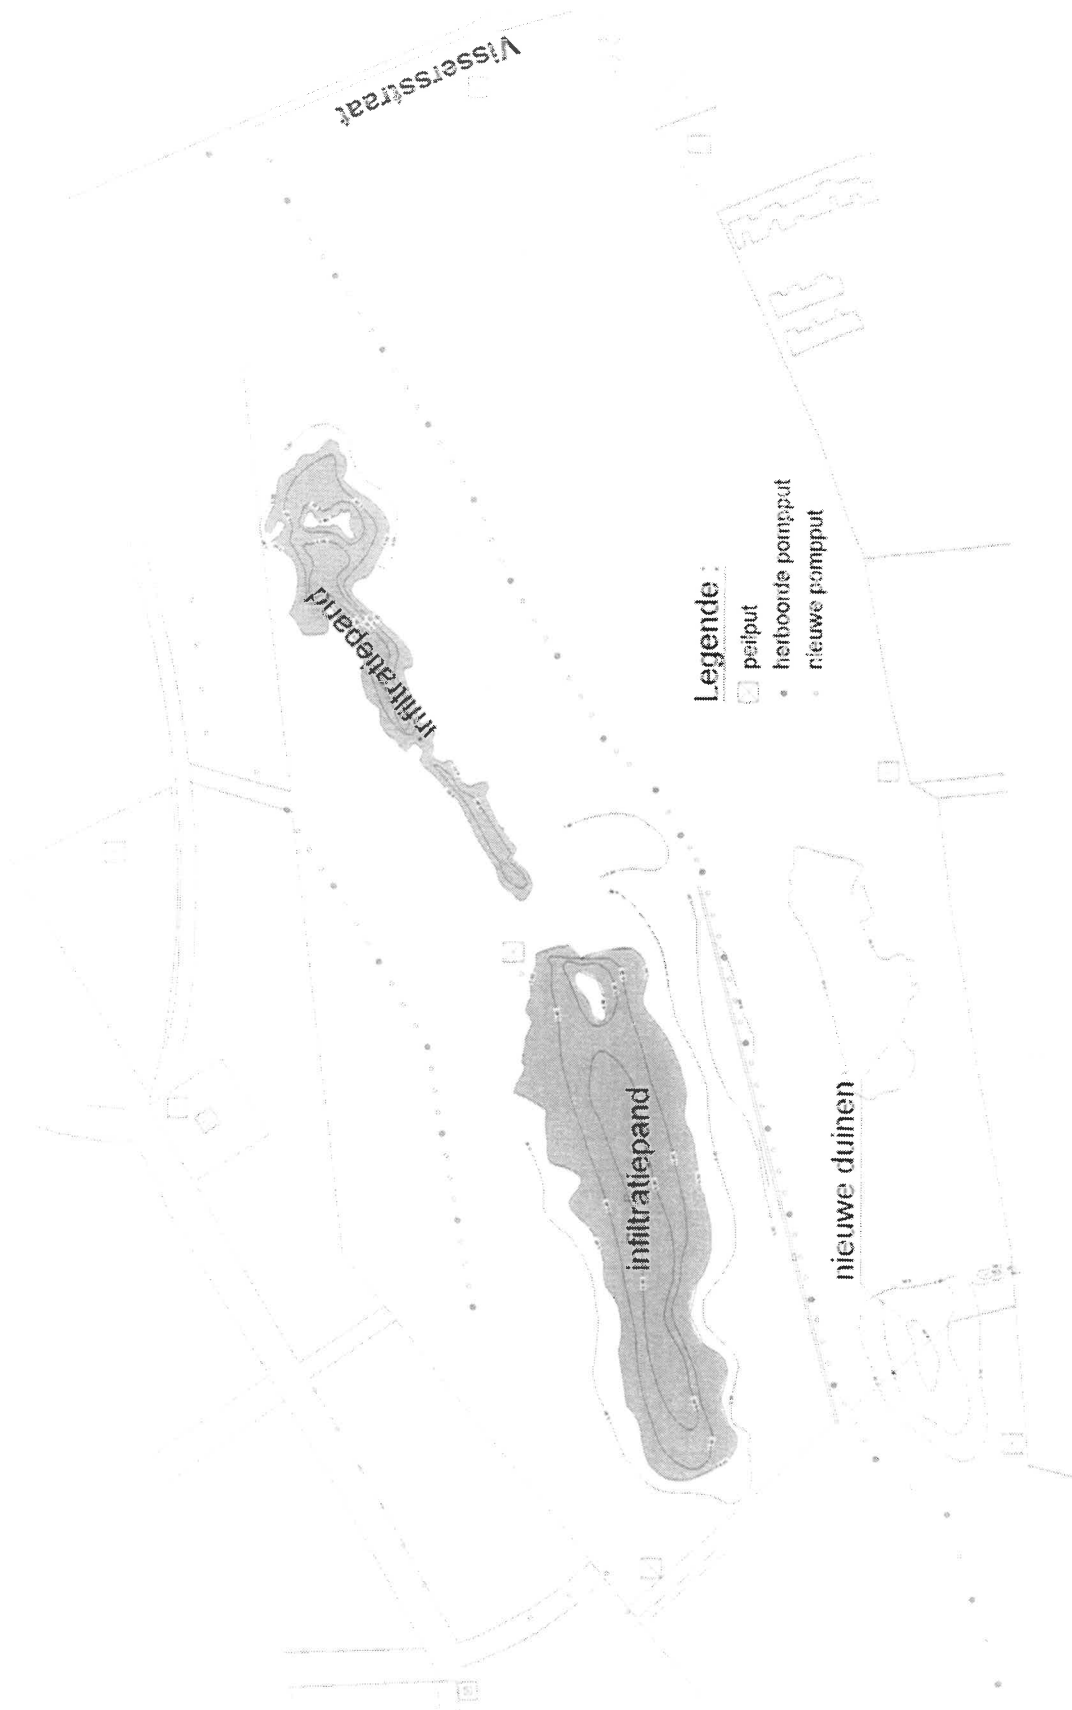 Vissersstraat
infiltratiepand
infiltratiepand
nieuwe duinen
Legende :
peilput
herboorde pompput
nieuwe pompput